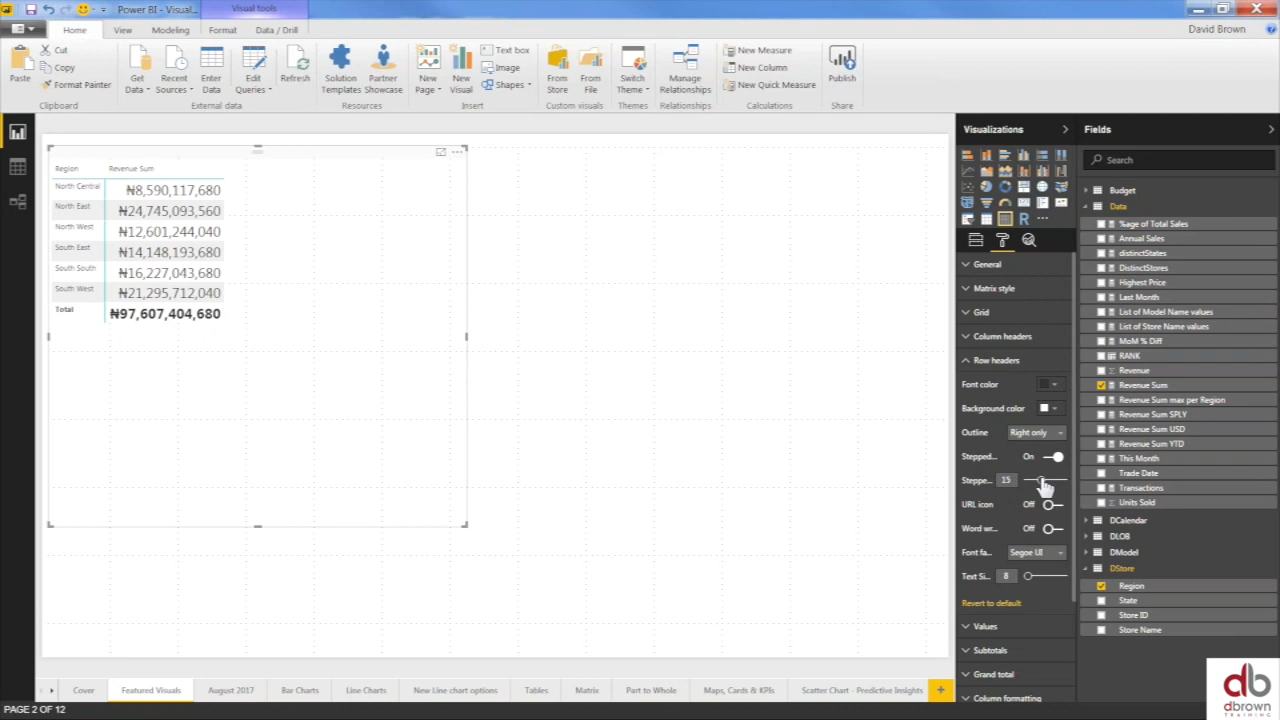 Power BI - Visual...
Visual tools
Home
View
Modeling
Format
Data / Drill
David Brown
Paste
Cut
Copy
Format Painter
Clipboard
Get Data
Recent Sources
Enter Data
Edit Queries
Refresh
External data
Solution Templates
Partner Showcase
Resources
New Page
New Visual
Text box
Image
Shapes
Insert
From Store
From File
Custom visuals
Switch Theme
Themes
Manage Relationships
Relationships
New Measure
New Column
New Quick Measure
Calculations
Publish
Share
Region Revenue Sum
North Central ₦8,590,117,680
North East ₦24,745,093,560
North West ₦12,601,244,040
South East ₦14,148,193,680
South South ₦16,227,043,680
South West ₦21,295,712,040
Total ₦97,607,404,680
Visualizations
R
General
Matrix style
Grid
Column headers
Row headers
Font color
Background color
Outline Right only
Stepped... On
Steppe... 15
URL icon Off
Word wr... Off
Font fa... Segoe UI
Text Si... 8
Revert to default
Values
Subtotals
Grand total
Column formatting
Fields
Search
Budget
Data
%age of Total Sales
Annual Sales
distinctStates
DistinctStores
Highest Price
Last Month
List of Model Name values
List of Store Name values
MoM % Diff
RANK
Revenue
Revenue Sum
Revenue Sum max per Region
Revenue Sum SPLY
Revenue Sum USD
Revenue Sum YTD
This Month
Trade Date
Transactions
Units Sold
DCalendar
DLOB
DModel
DStore
Region
State
Store ID
Store Name
Cover
Featured Visuals
August 2017
Bar Charts
Line Charts
New Line chart options
Tables
Matrix
Part to Whole
Maps, Cards & KPIs
Scatter Chart - Predictive Insights
PAGE 2 OF 12
db
dbrown
TRAINING